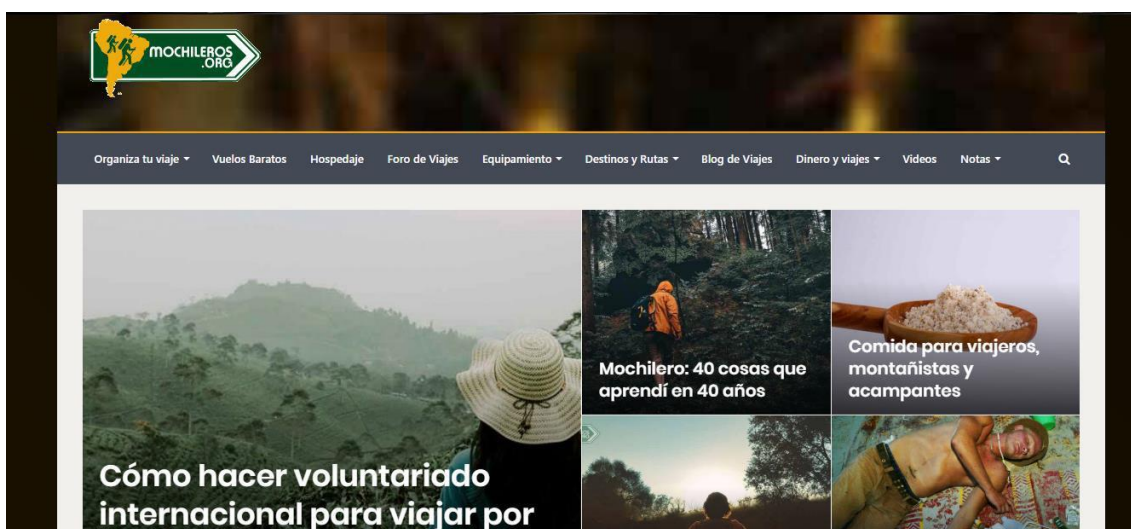 MOCHILEROS
.ORG
Organiza tu viaje Vuelos Baratos Hospedaje Foro de Viajes Equipamiento Destinos y Rutas Blog de Viajes Dinero y viajes Videos Notas
Mochilero: 40 cosas que
aprendí en 40 años
Comida para viajeros,
montañistas y
acampantes
Cómo hacer voluntariado
internacional para viajar por